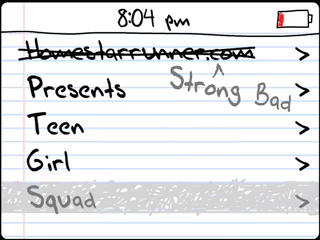 8:04 pm
Homestarrunner.com >
Strong Bad
Presents >
Teen >
Girl >
Squad >